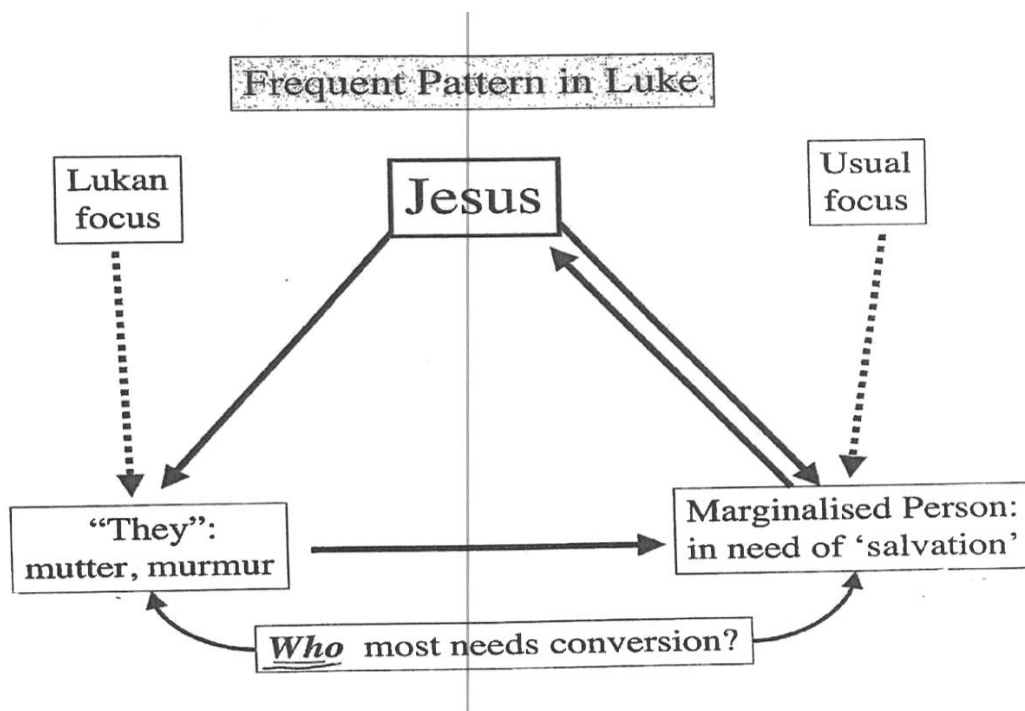 Frequent Pattern in Luke
Lukan
focus
Jesus
Usual
focus
“They”:
mutter, murmur
Marginalised Person:
in need of ‘salvation’
Who most needs conversion?